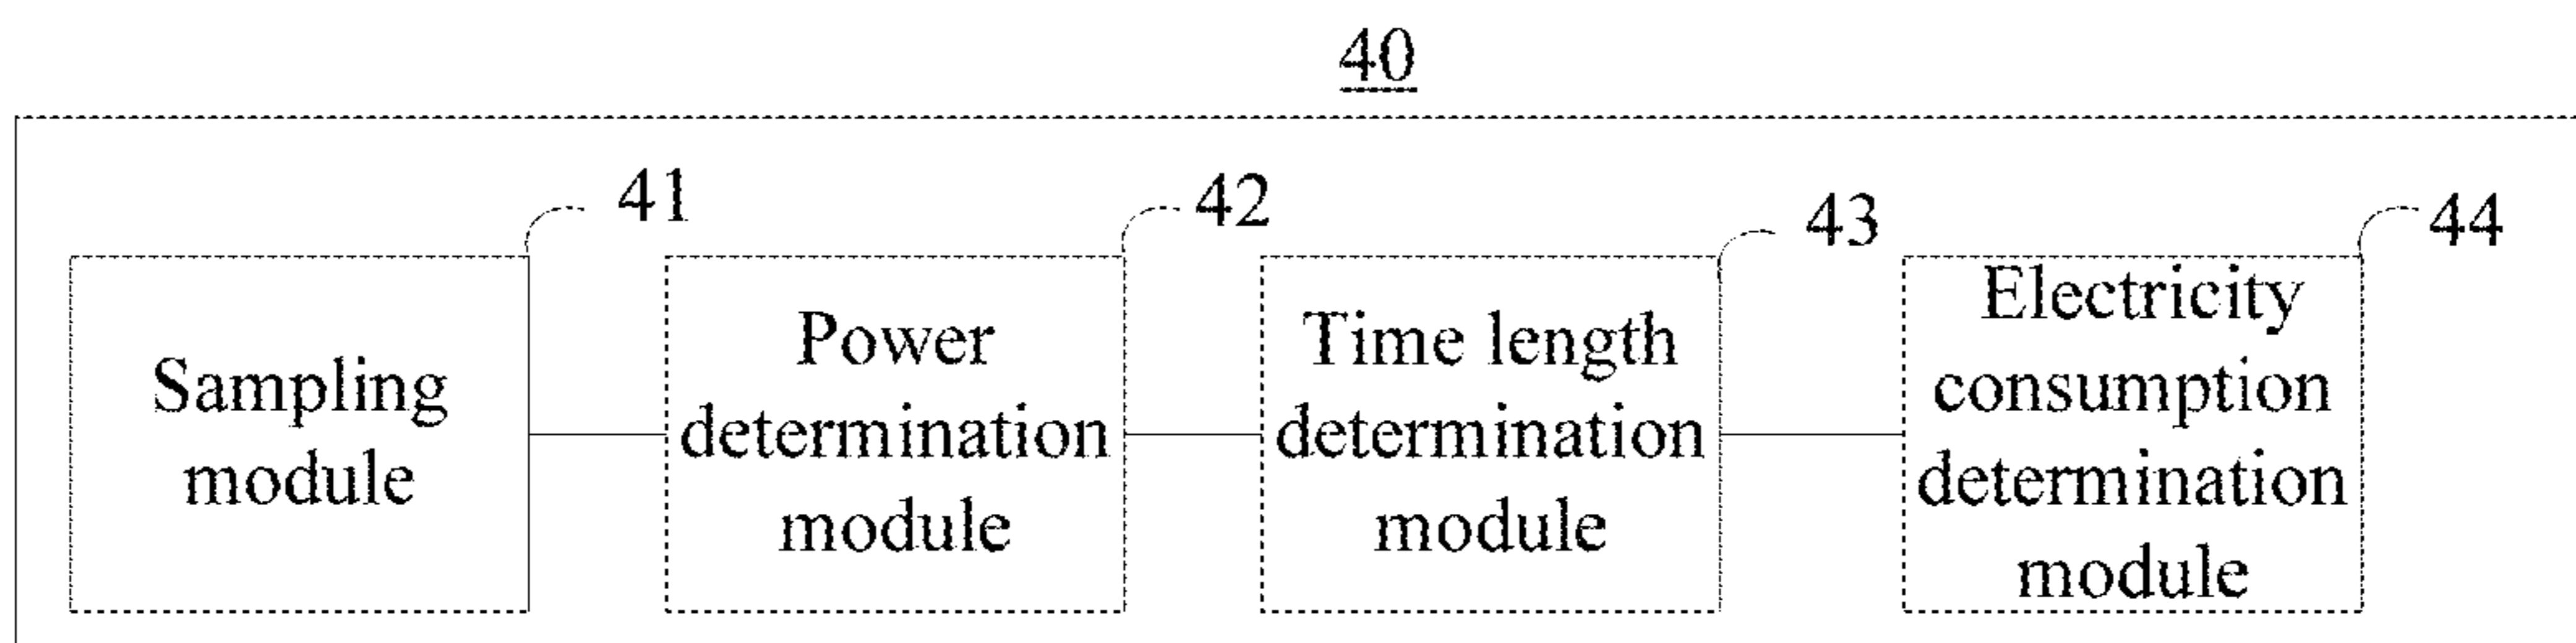 40
41
42
43
44
Sampling
module
Power
determination
module
Time length
determination
module
Electricity
consumption
determination
module